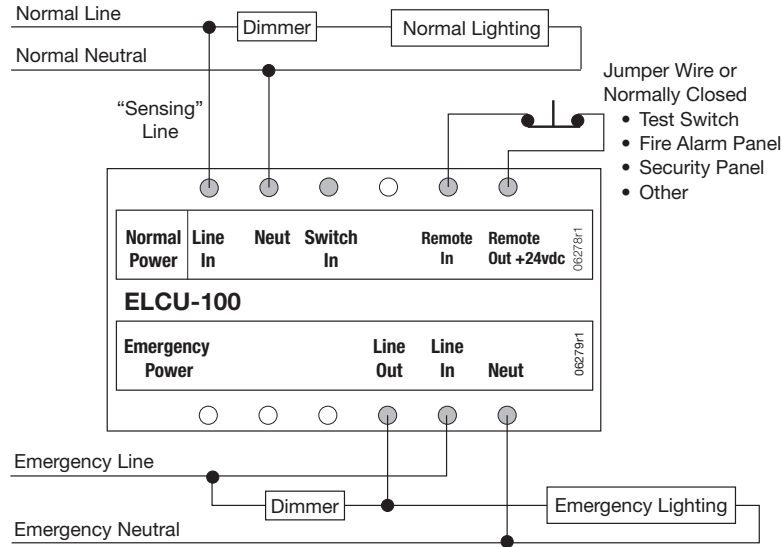 Normal Line
Dimmer
Normal Lighting
Normal Neutral
“Sensing”
Line
Jumper Wire or
Normally Closed
• Test Switch
• Fire Alarm Panel
• Security Panel
• Other
Normal
Power
Line
In
Neut
Switch
In
Remote
In
Remote
Out +24vdc
06278r1
ELCU-100
Emergency
Power
Line
Out
Line
In
Neut
06279r1
Emergency Line
Dimmer
Emergency Lighting
Emergency Neutral